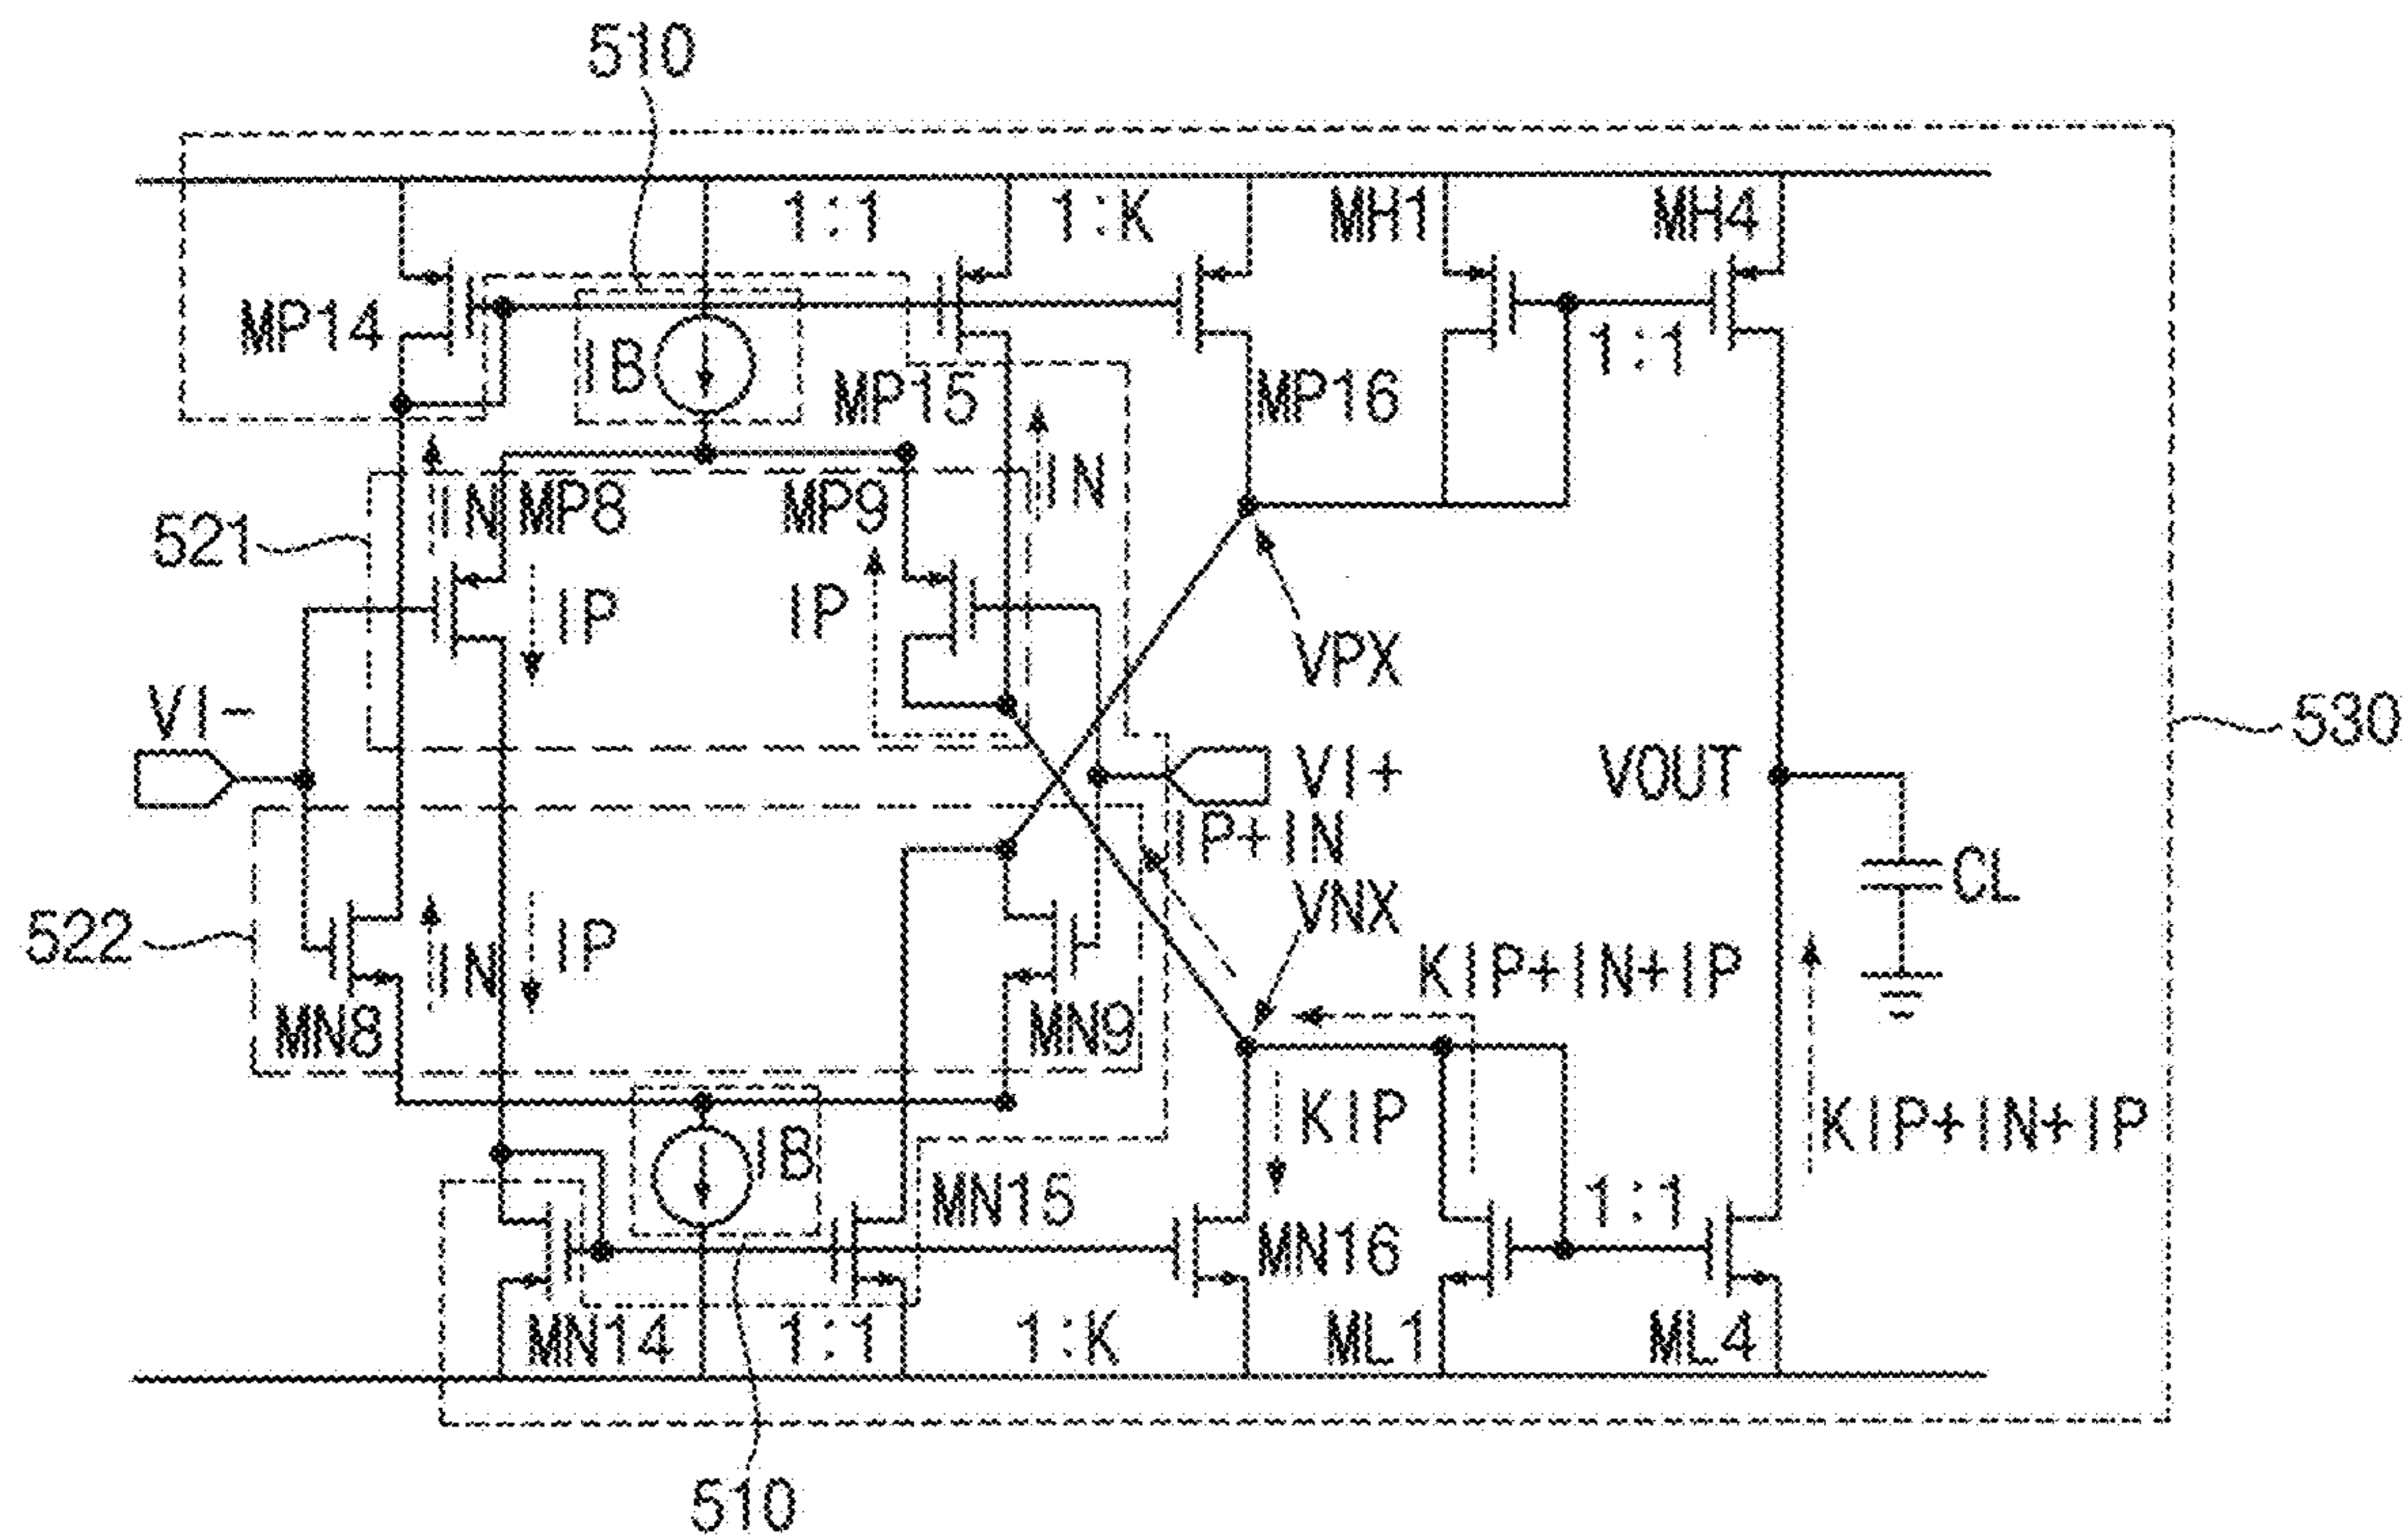 510
1:1
1:K
MH1
MH4
MP14
IB
MP15
MP16
1:1
IN
MP8
MP9
IN
521
IP
IP
VPX
VI-
530
VI+
VOUT
IP+IN
CL
522
IN
IP
VNX
KIP+IN+IP
MN8
MN9
KIP
KIP+IN+IP
IB
MN15
1:1
MN16
MN14
1:1
1:K
ML1
ML4
510